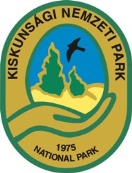 KISKUNSÁGI NEMZETI PARK
1975
NATIONAL PARK